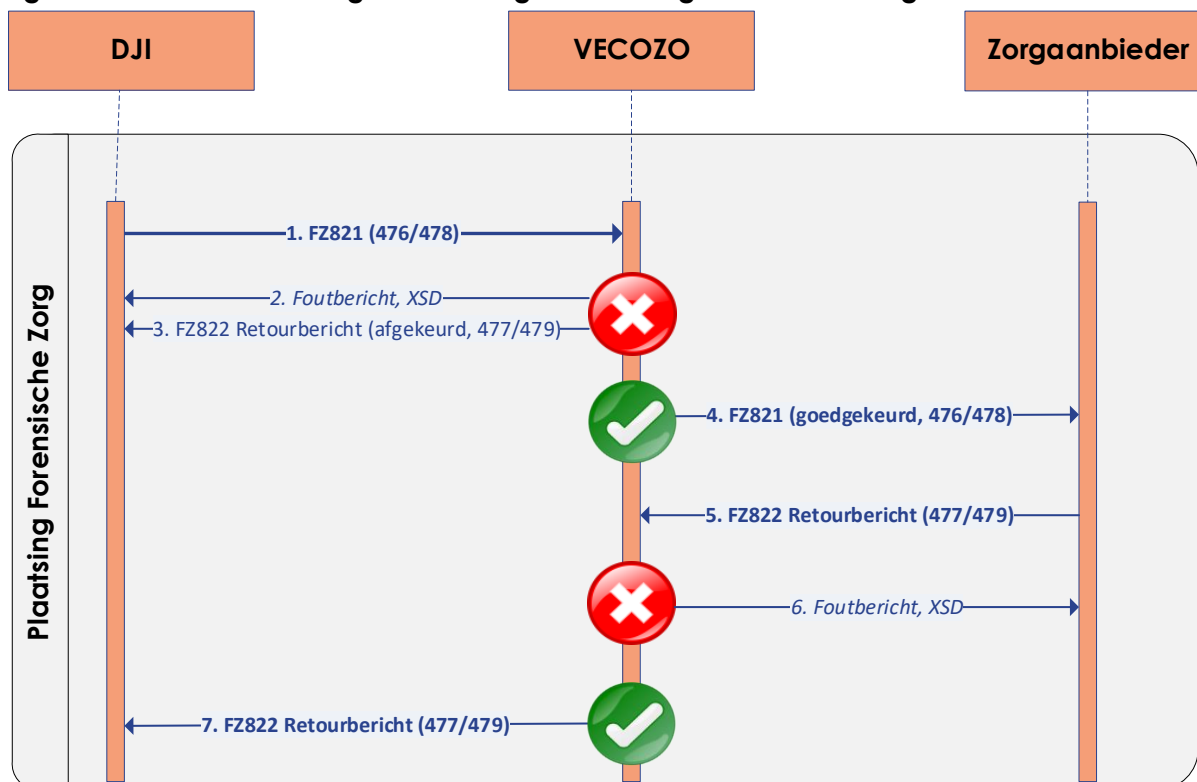 DJI
VECOZO
Zorgaanbieder
Plaatsing Forensische Zorg
1. FZ821 (476/478)
2. Foutbericht, XSD
3. FZ822 Retourbericht (afgekeurd, 477/479)
4. FZ821 (goedgekeurd, 476/478)
5. FZ822 Retourbericht (477/479)
6. Foutbericht, XSD
7. FZ822 Retourbericht (477/479)